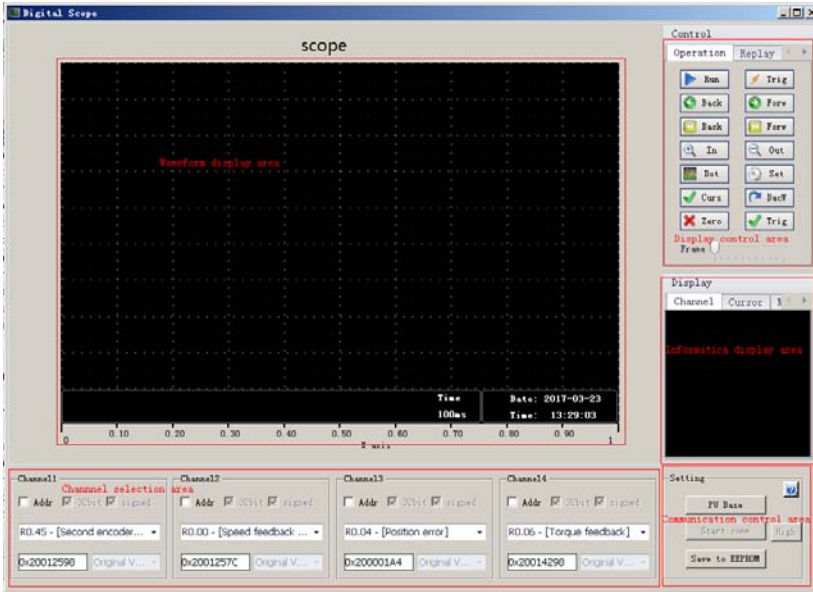 Digital Scope
scope
Waveform display area
Time
100ms
Date: 2017-03-23
Time: 13:29:03
0 0.10 0.20 0.30 0.40 0.50 0.60 0.70 0.80 0.90 1
X axis
Control
Operation Replay
Run Trig
Back Forw
Back Forw
In Out
Dot Set
Curs BacW
Zero Trig
Display control area
Frame
Display
Channel Cursor
Informatica display area
Channel1 Channel2 Channel3 Channel4
Channnel selection area
Addr 32bit signed Addr 32bit signed Addr 32bit signed Addr 32bit signed
R0.45 - [Second encoder... R0.00 - [Speed feedback ... R0.04 - [Position error] R0.06 - [Torque feedback]
0x20012598 Original V... 0x2001257C Original V... 0x200001A4 Original V... 0x20014298 Original V...
Setting
PU Base
Communication control area
Start comm High
Save to EEPROM